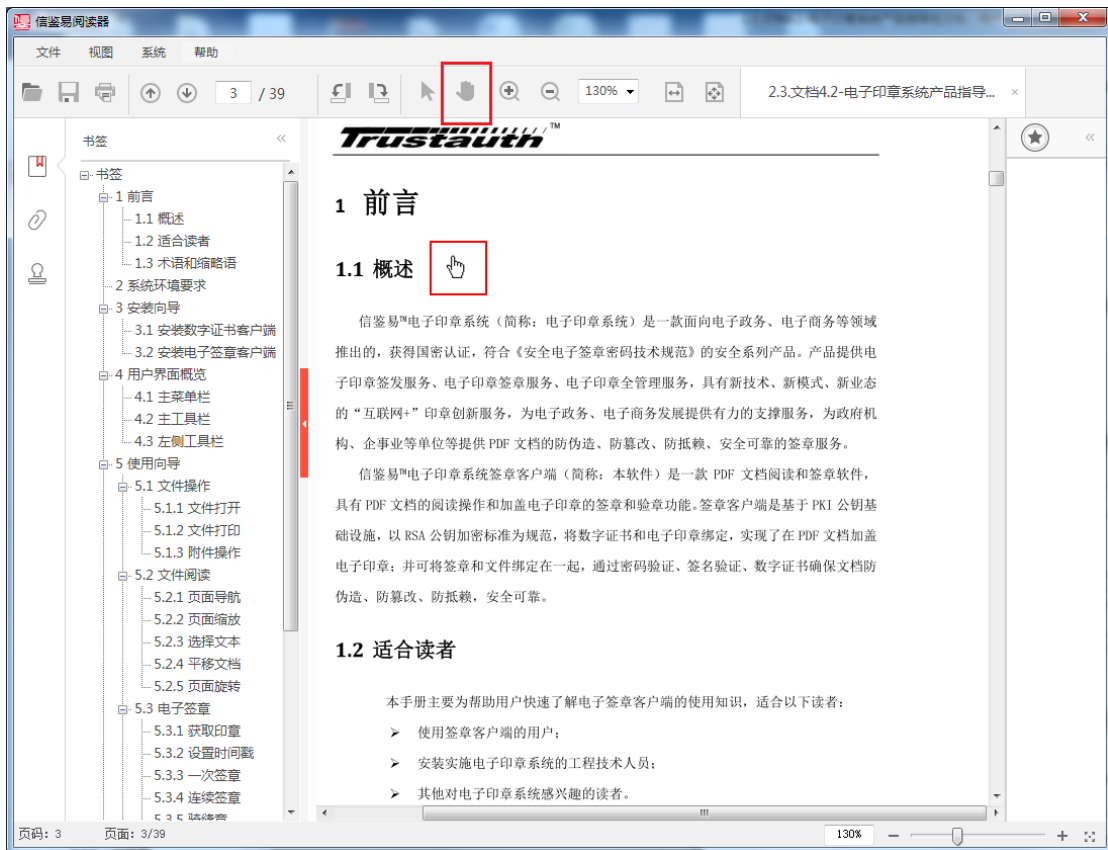 信鉴易阅读器
文件 视图 系统 帮助
3 / 39 130% 2.3.文档4.2-电子印章系统产品指导... ×
书签 «
书签
1 前言
1.1 概述
1.2 适合读者
1.3 术语和缩略语
2 系统环境要求
3 安装向导
3.1 安装数字证书客户端
3.2 安装电子签章客户端
4 用户界面概览
4.1 主菜单栏
4.2 主工具栏
4.3 左侧工具栏
5 使用向导
5.1 文件操作
5.1.1 文件打开
5.1.2 文件打印
5.1.3 附件操作
5.2 文件阅读
5.2.1 页面导航
5.2.2 页面缩放
5.2.3 选择文本
5.2.4 平移文档
5.2.5 页面旋转
5.3 电子签章
5.3.1 获取印章
5.3.2 设置时间戳
5.3.3 一次签章
5.3.4 连续签章
5.3.5 骑缝章
Trustauth™
1 前言
1.1 概述
信鉴易™电子印章系统（简称：电子印章系统）是一款面向电子政务、电子商务等领域
推出的，获得国密认证，符合《安全电子签章密码技术规范》的安全系列产品。产品提供电
子印章签发服务、电子印章签章服务、电子印章全管理服务，具有新技术、新模式、新业态
的“互联网+”印章创新服务，为电子政务、电子商务发展提供有力的支撑服务，为政府机
构、企事业等单位等提供 PDF 文档的防伪造、防篡改、防抵赖、安全可靠的签章服务。
信鉴易™电子印章系统签章客户端（简称：本软件）是一款 PDF 文档阅读和签章软件，
具有 PDF 文档的阅读操作和加盖电子印章的签章和验章功能。签章客户端是基于 PKI 公钥基
础设施，以 RSA 公钥加密标准为规范，将数字证书和电子印章绑定，实现了在 PDF 文档加盖
电子印章；并可将签章和文件绑定在一起，通过密码验证、签名验证、数字证书确保文档防
伪造、防篡改、防抵赖，安全可靠。
1.2 适合读者
本手册主要为帮助用户快速了解电子签章客户端的使用知识，适合以下读者：
➢ 使用签章客户端的用户；
➢ 安装实施电子印章系统的工程技术人员；
➢ 其他对电子印章系统感兴趣的读者。
页码：3 页面：3/39 130%